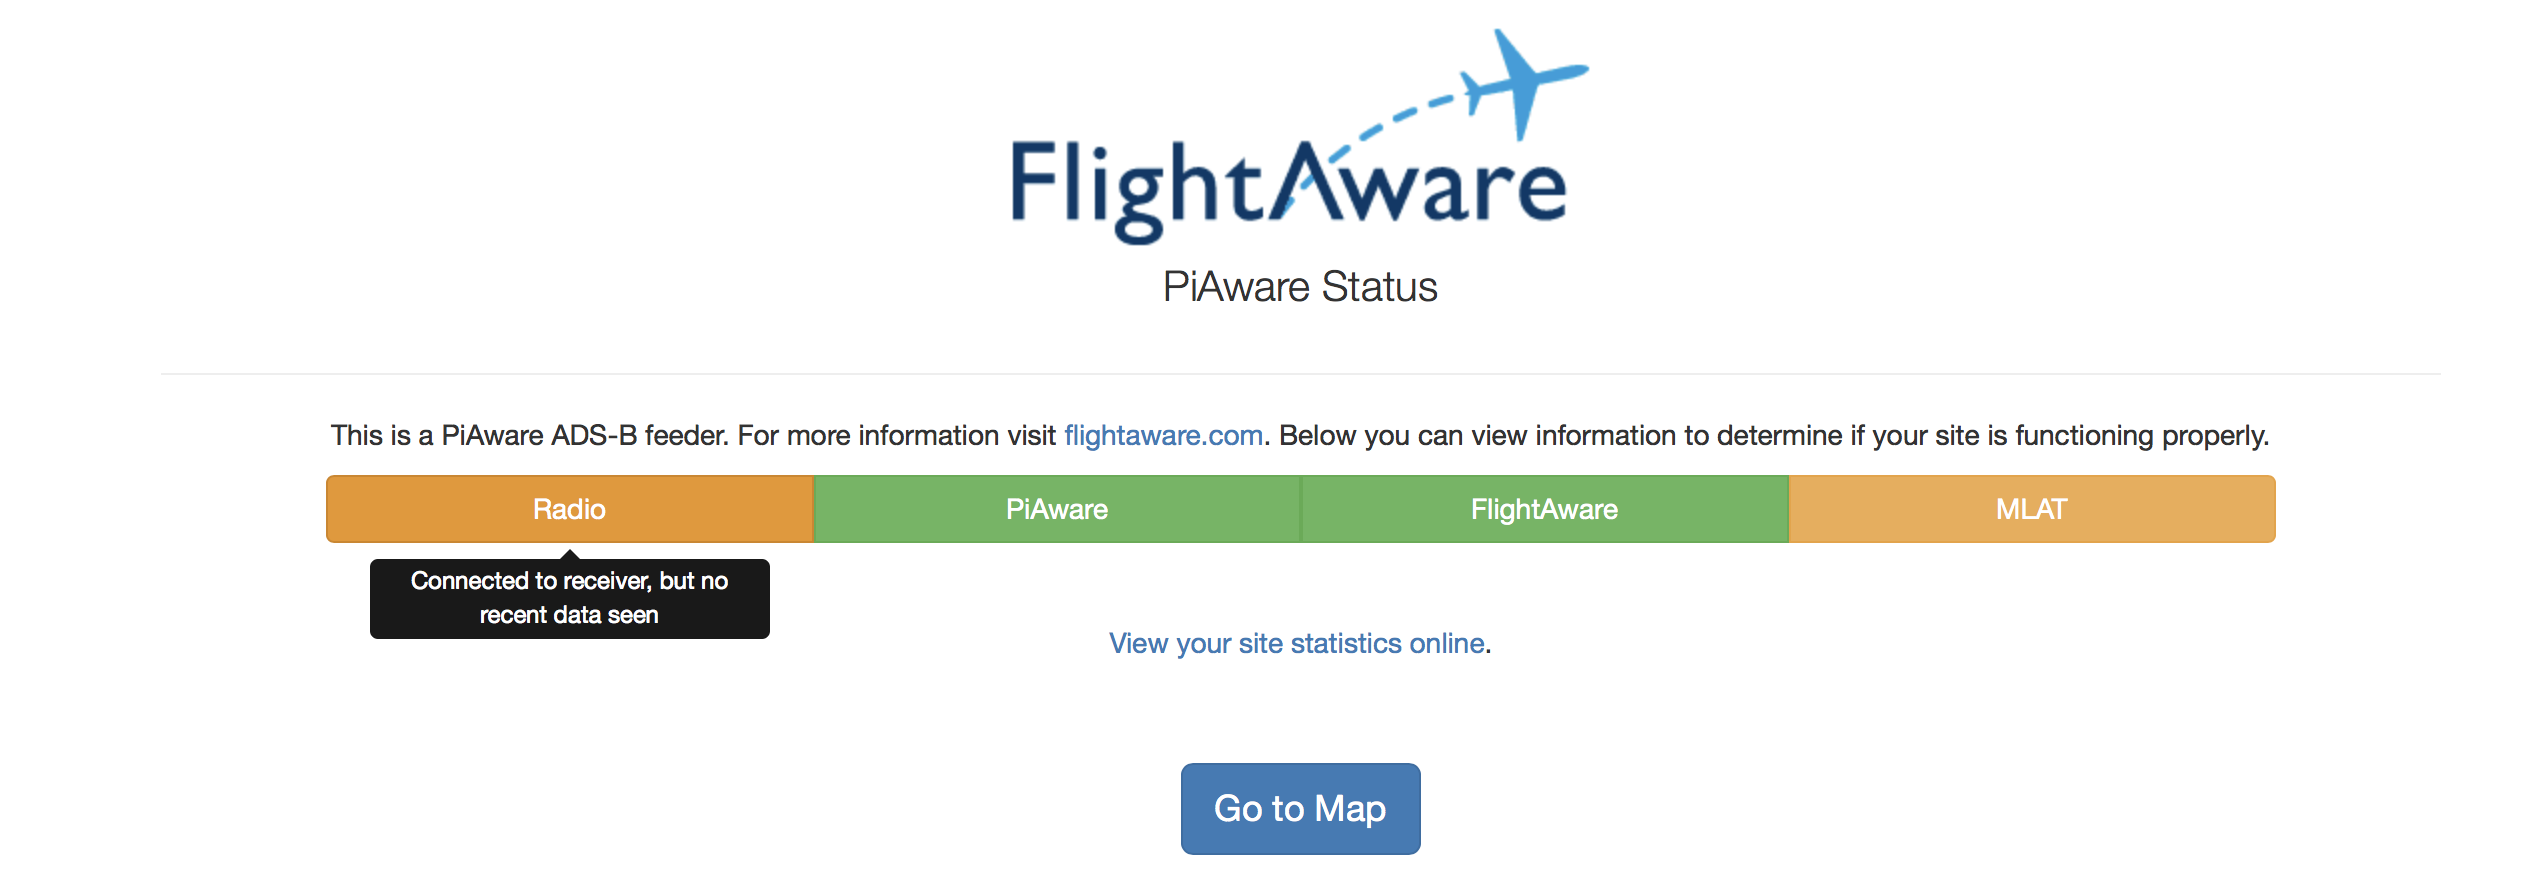 FlightAware
PiAware Status
This is a PiAware ADS-B feeder. For more information visit flightaware.com. Below you can view information to determine if your site is functioning properly.
Radio PiAware FlightAware MLAT
Connected to receiver, but no
recent data seen
View your site statistics online.
Go to Map